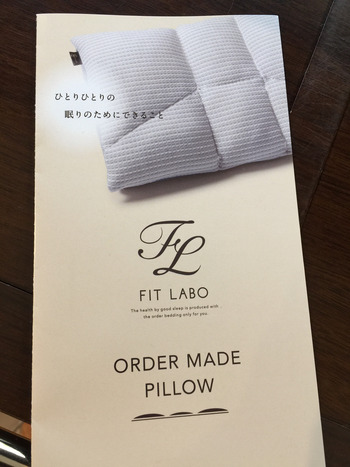 ひとりひとりの
眠りのためにできること
FL
FIT LABO
The health by good sleep is produced with
the order bedding only for you.
ORDER MADE
PILLOW